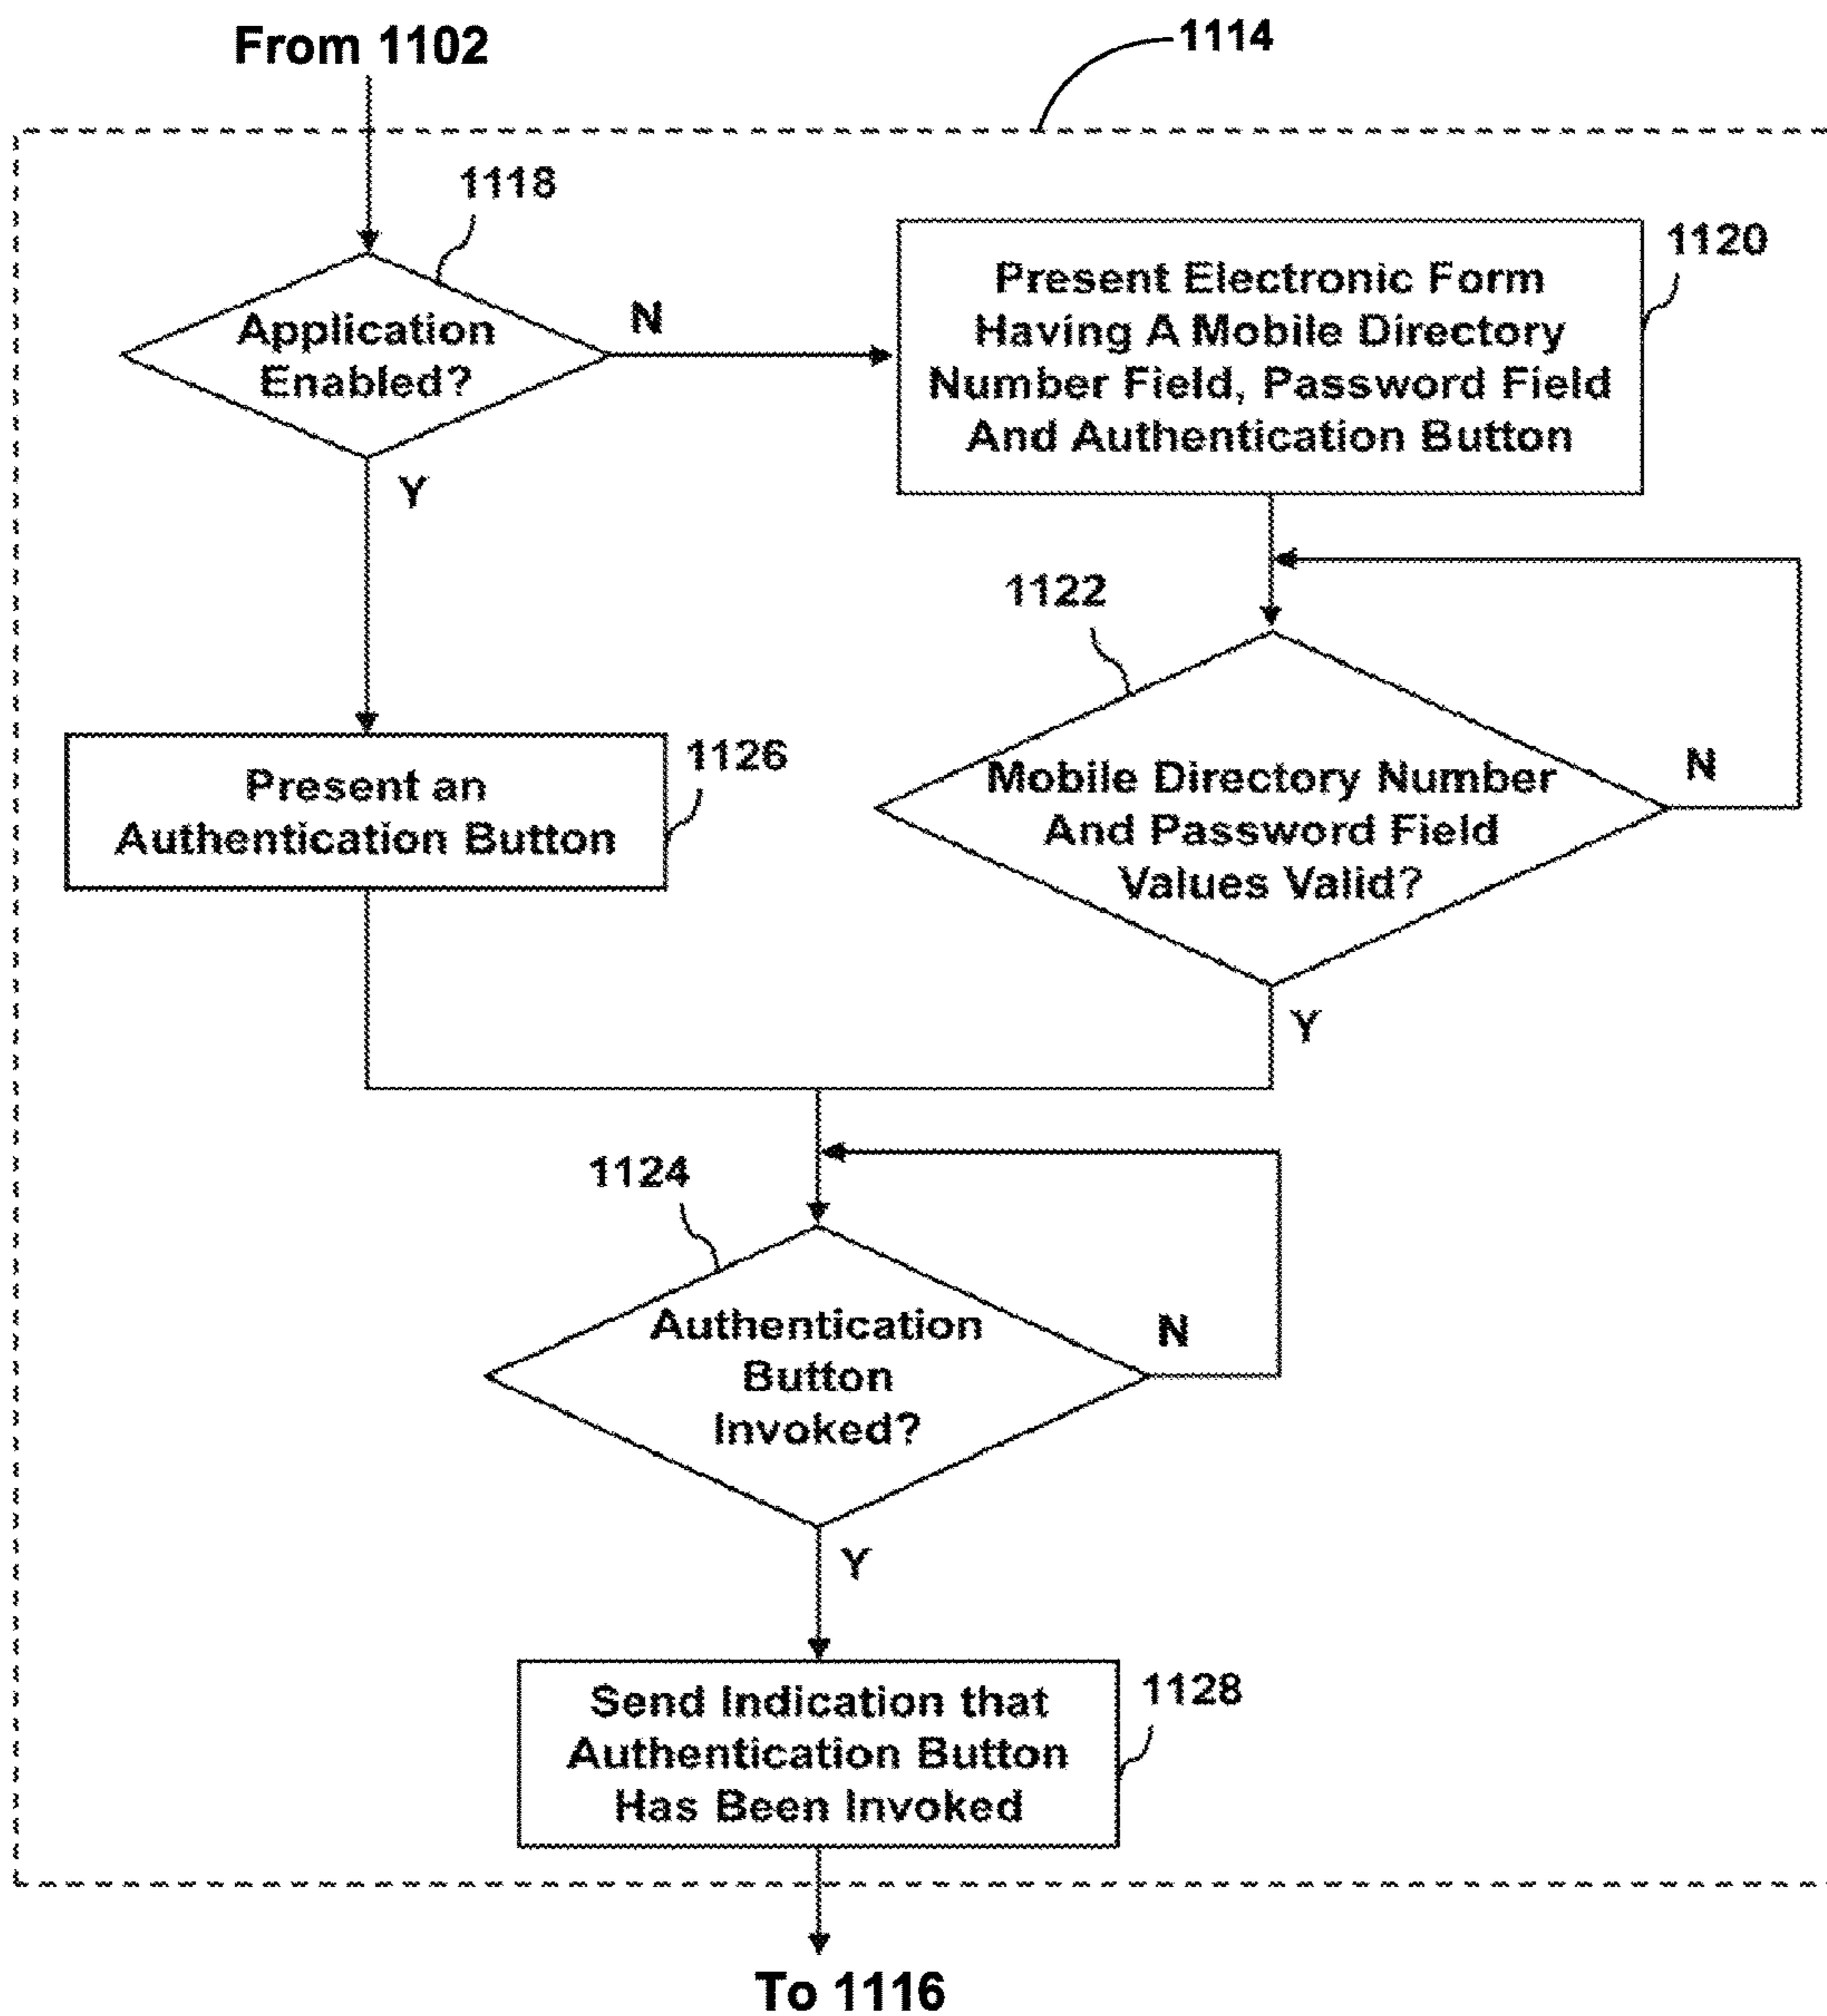 From 1102
1114
1118
Application
Enabled?
N
Y
1120
Present Electronic Form
Having A Mobile Directory
Number Field, Password Field
And Authentication Button
1122
Mobile Directory Number
And Password Field
Values Valid?
N
Y
1126
Present an
Authentication Button
1124
Authentication
Button
Invoked?
N
Y
1128
Send Indication that
Authentication Button
Has Been Invoked
To 1116